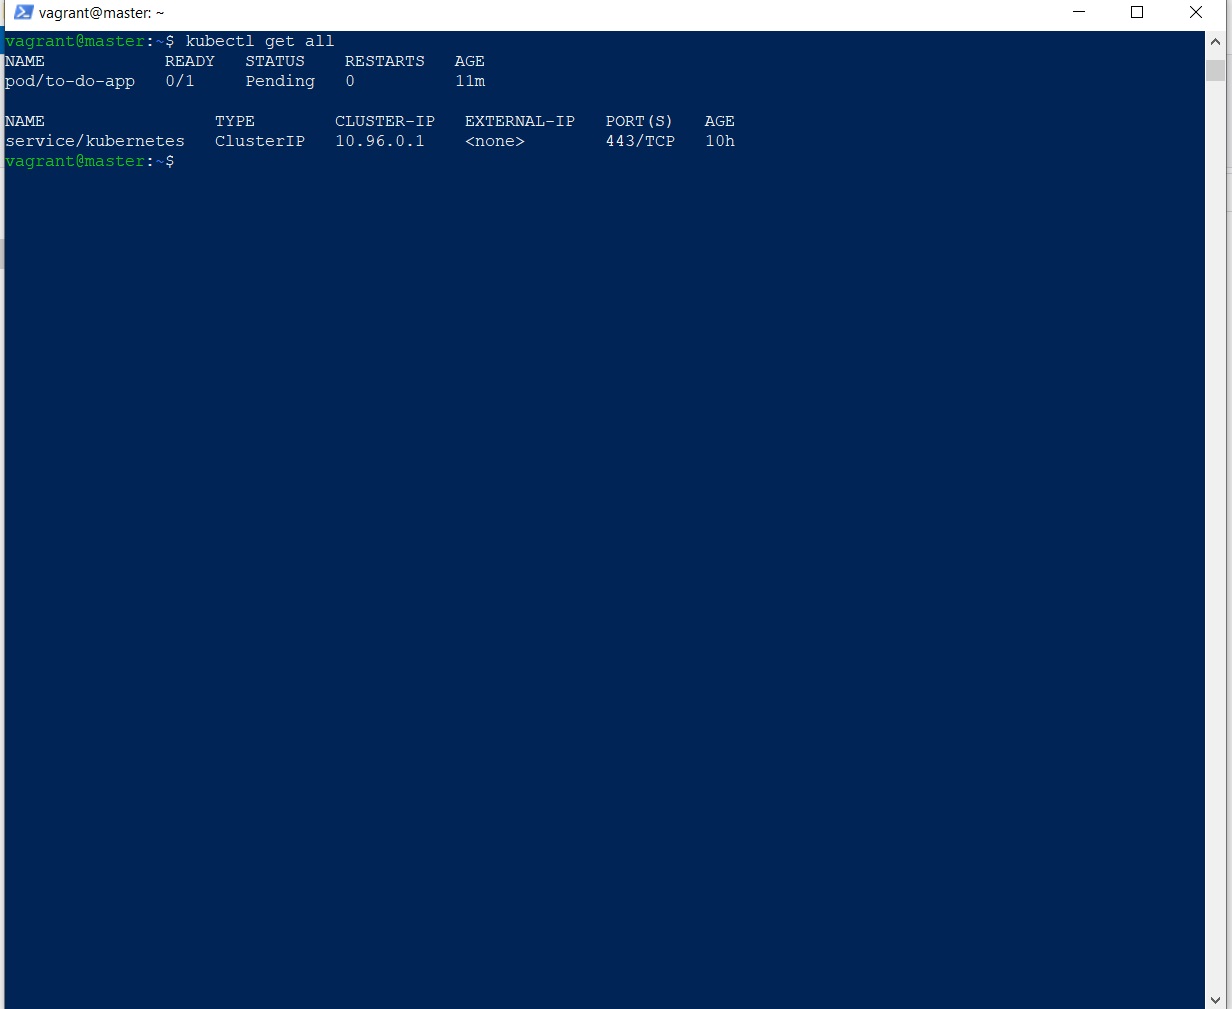 vagrant@master: ~
vagrant@master:~$ kubectl get all
NAME READY STATUS RESTARTS AGE
pod/to-do-app 0/1 Pending 0 11m
NAME TYPE CLUSTER-IP EXTERNAL-IP PORT(S) AGE
service/kubernetes ClusterIP 10.96.0.1 <none> 443/TCP 10h
vagrant@master:~$